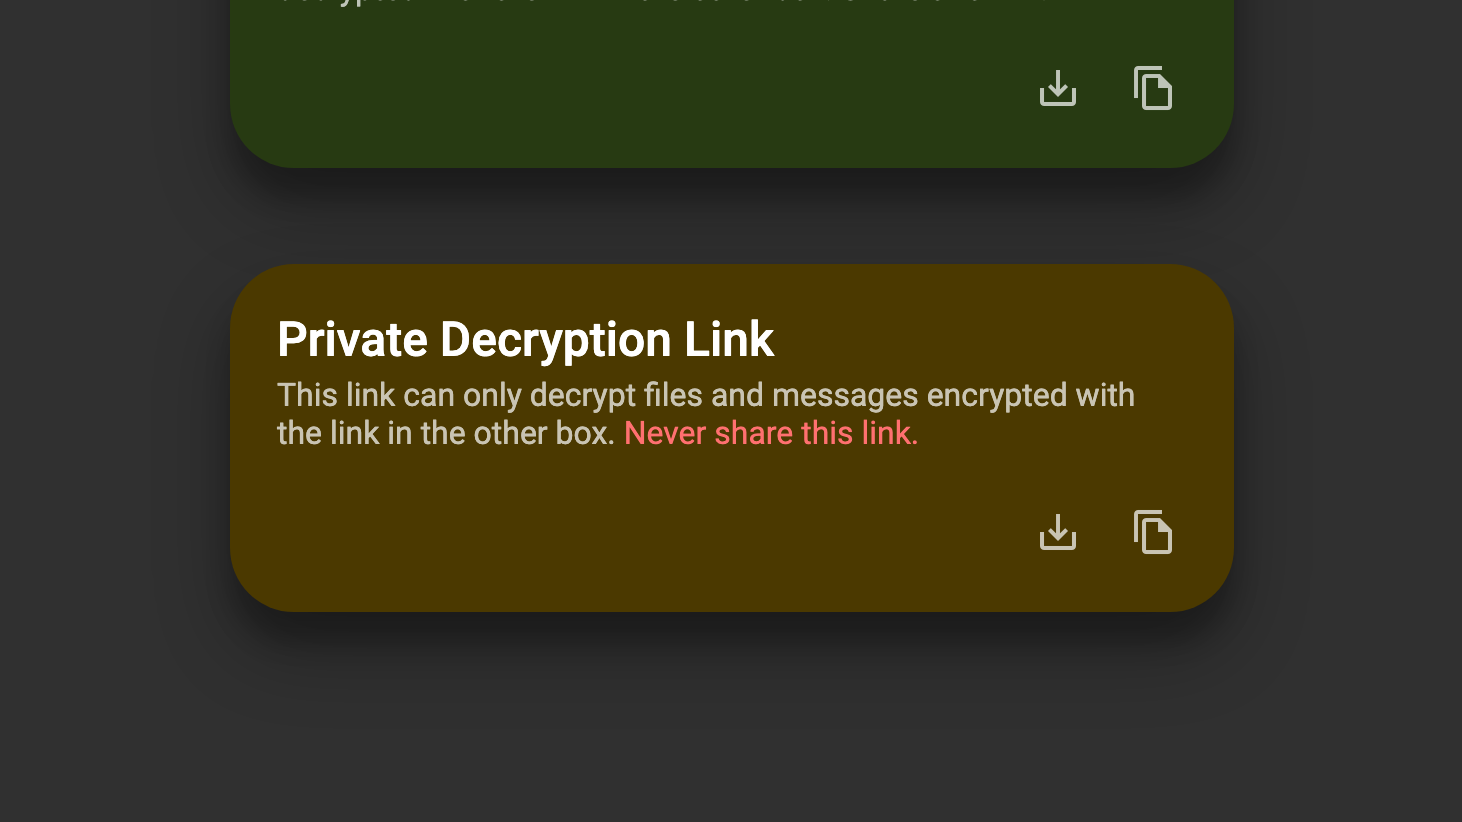 Private Decryption Link
This link can only decrypt files and messages encrypted with
the link in the other box. Never share this link.